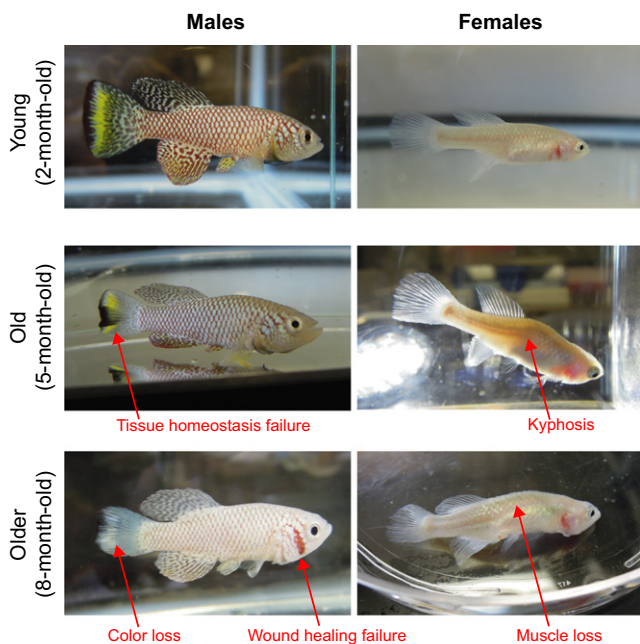 Males
Females
Young
(2-month-old)
Old
(5-month-old)
Tissue homeostasis failure
Kyphosis
Older
(8-month-old)
Color loss
Wound healing failure
Muscle loss